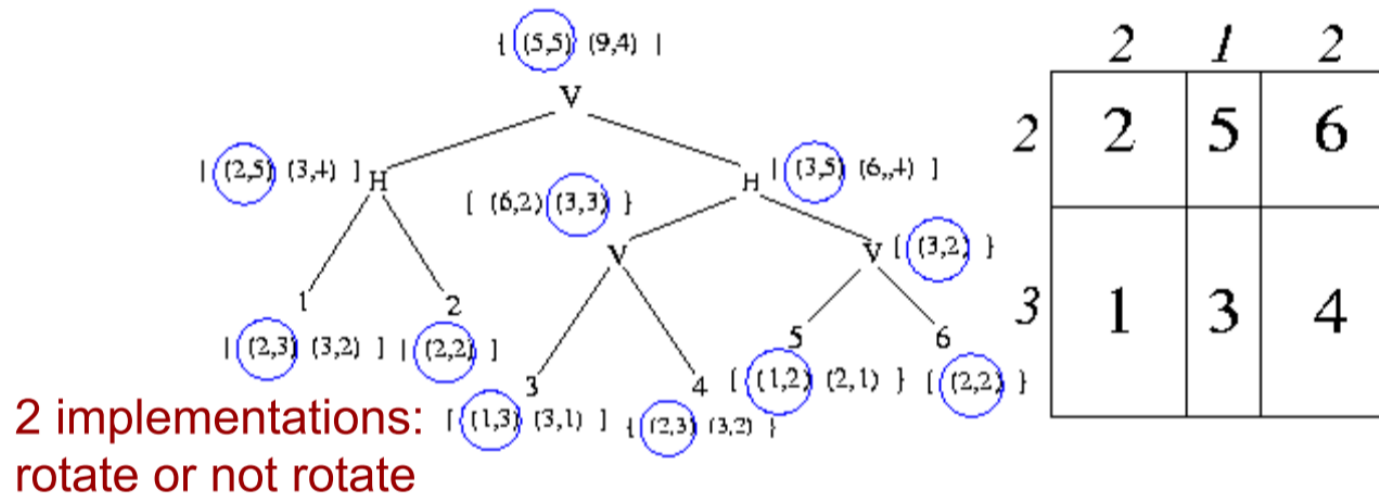 { (5,5) (9,4) |
V
2 1 2
2 2 5 6
| (2,5) (3,4) ] H
[ (6,2) (3,3) }
H | (3,5) (6,,4) ]
V
V [ (3,2) }
1
2
3 1 3 4
| (2,3) (3,2) ] | (2,2) ]
5
6
3
4
[ (1,2) (2,1) } [ (2,2) }
2 implementations: [ (1,3) (3,1) ] { (2,3) (3,2) }
rotate or not rotate